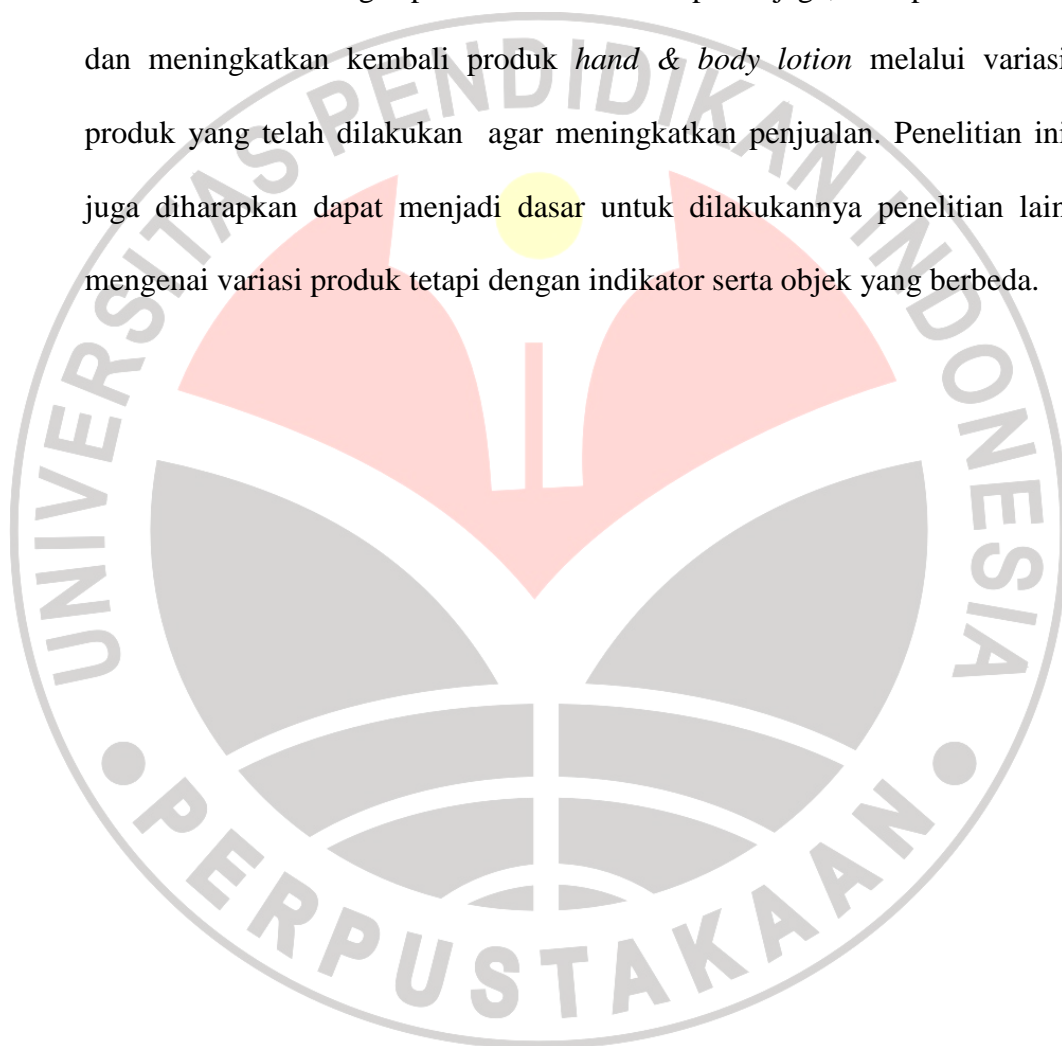 dan meningkatkan kembali produk hand & body lotion melalui variasi
produk yang telah dilakukan agar meningkatkan penjualan. Penelitian ini
juga diharapkan dapat menjadi dasar untuk dilakukannya penelitian lain
mengenai variasi produk tetapi dengan indikator serta objek yang berbeda.
UNIVERSITAS PENDIDIKAN INDONESIA
PERPUSTAKAAN